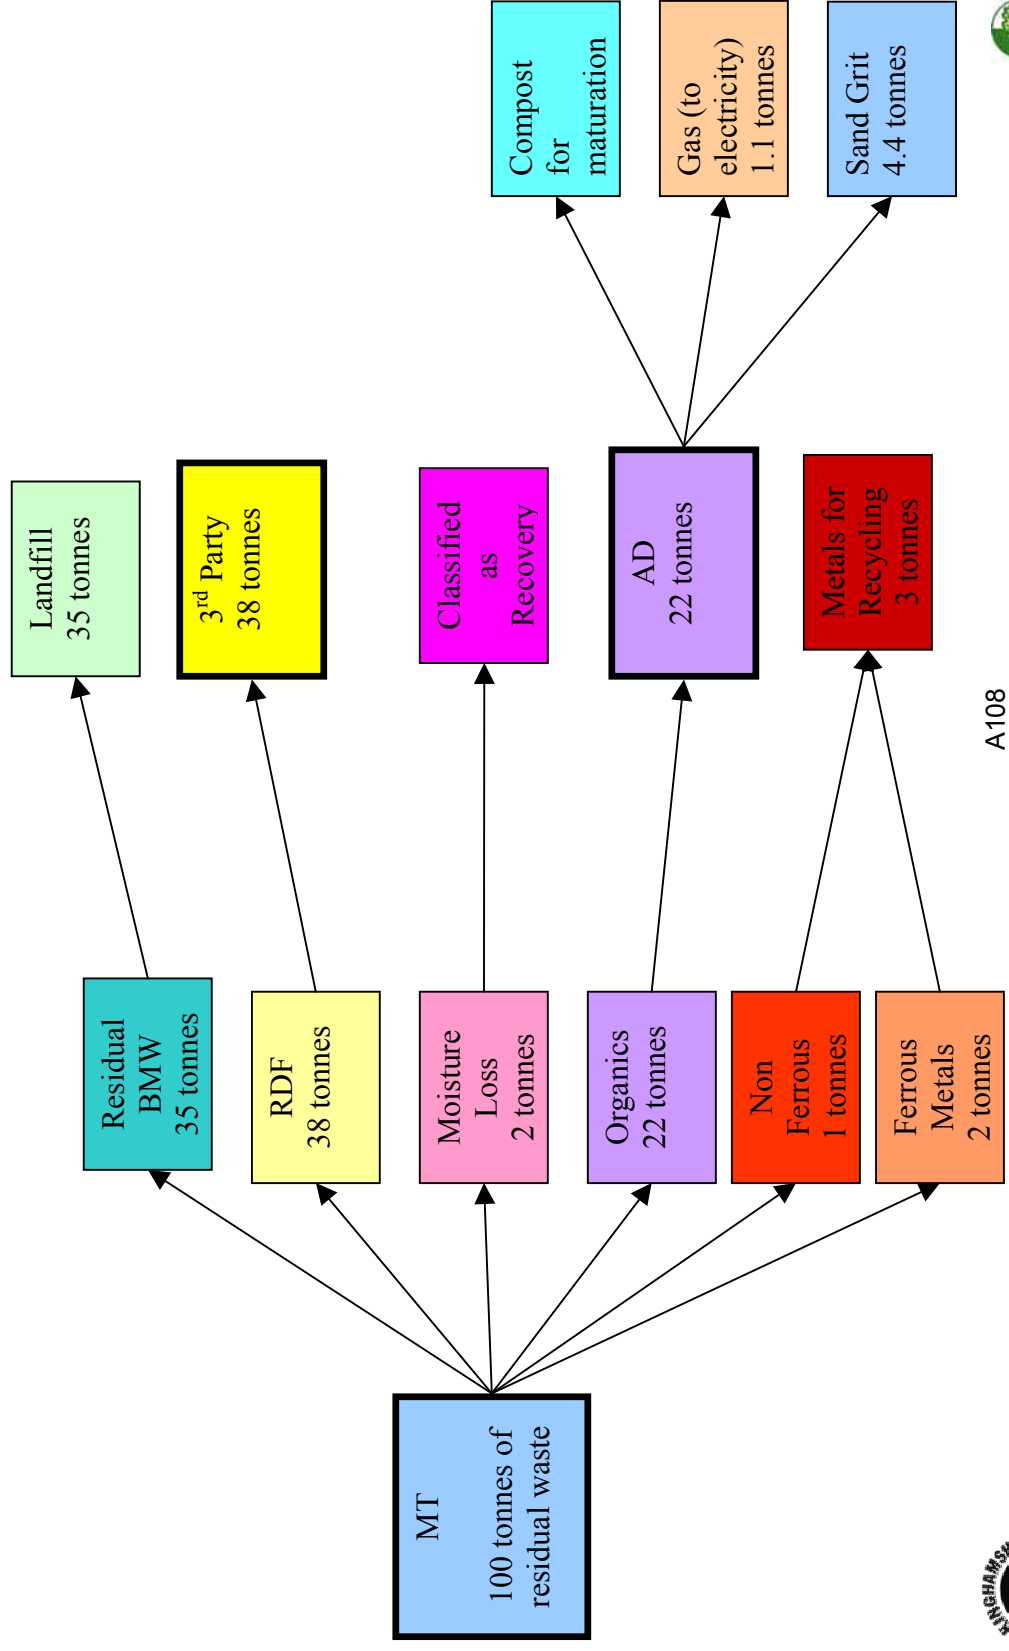 MT
100 tonnes of
residual waste
Residual
BMW
35 tonnes
RDF
38 tonnes
Moisture
Loss
2 tonnes
Organics
22 tonnes
Non
Ferrous
1 tonnes
Ferrous
Metals
2 tonnes
Landfill
35 tonnes
3rd Party
38 tonnes
Classified
as
Recovery
AD
22 tonnes
Metals for
Recycling
3 tonnes
Compost
for
maturation
Gas (to
electricity)
1.1 tonnes
Sand Grit
4.4 tonnes
A108